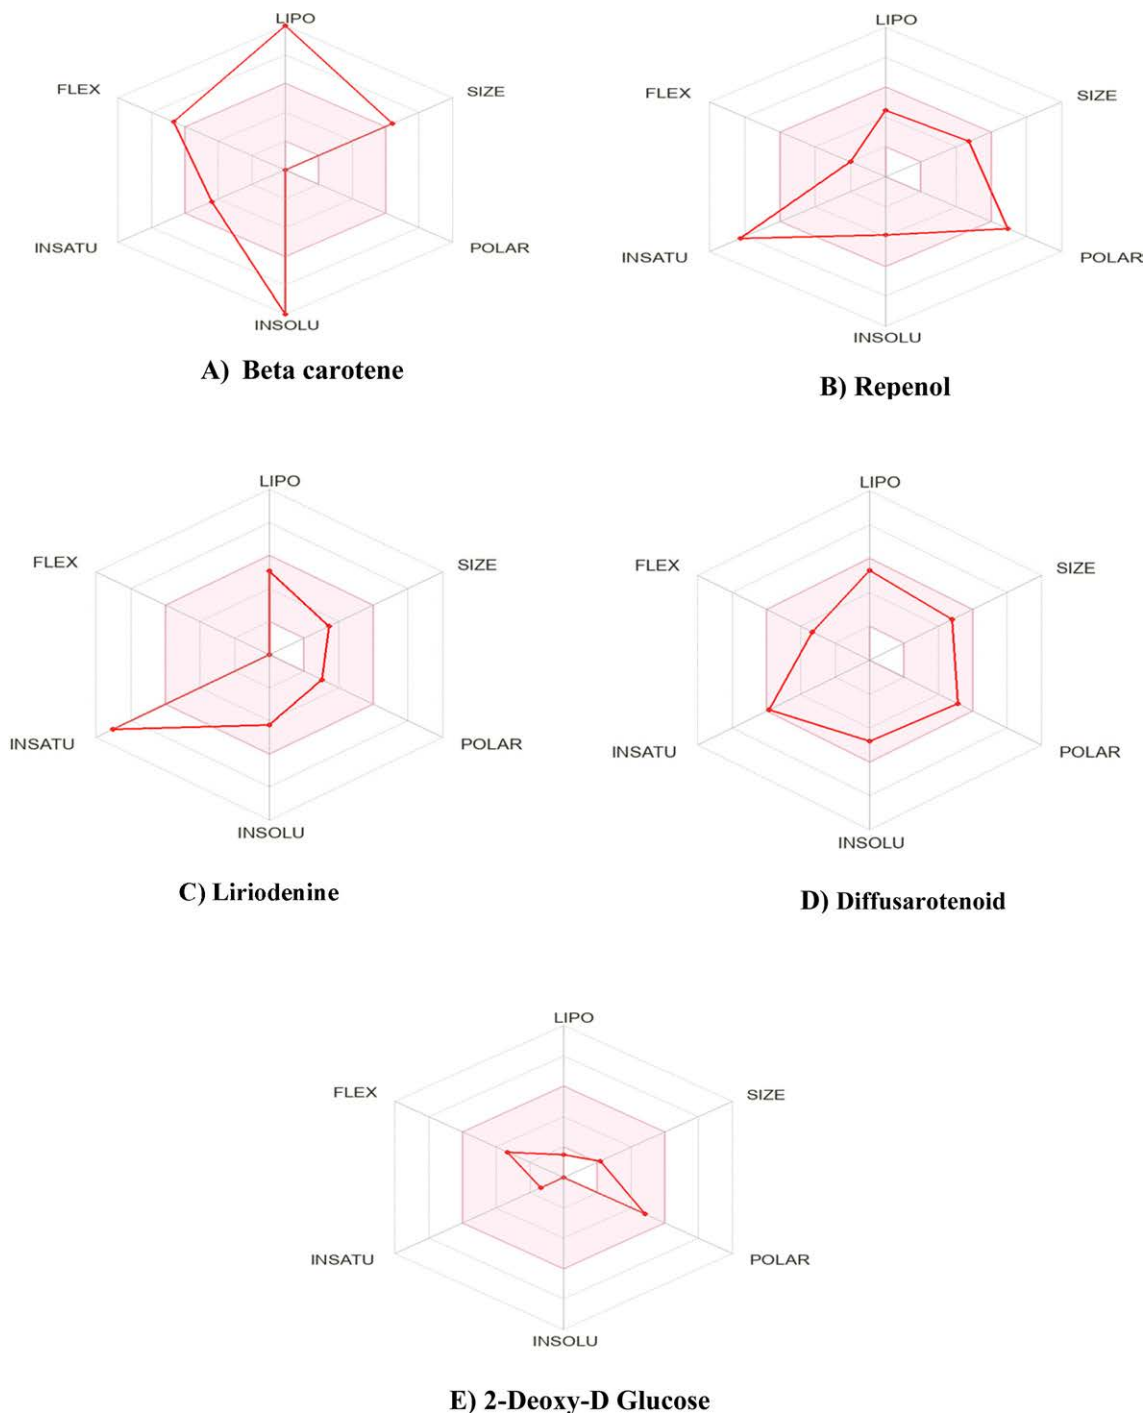 LIPO
FLEX
SIZE
INSATU
POLAR
INSOLU
A) Beta carotene
LIPO
FLEX
SIZE
INSATU
POLAR
INSOLU
B) Repenol
LIPO
FLEX
SIZE
INSATU
POLAR
INSOLU
C) Liriodenine
LIPO
FLEX
SIZE
INSATU
POLAR
INSOLU
D) Diffusarotenoid
LIPO
FLEX
SIZE
INSATU
POLAR
INSOLU
E) 2-Deoxy-D Glucose